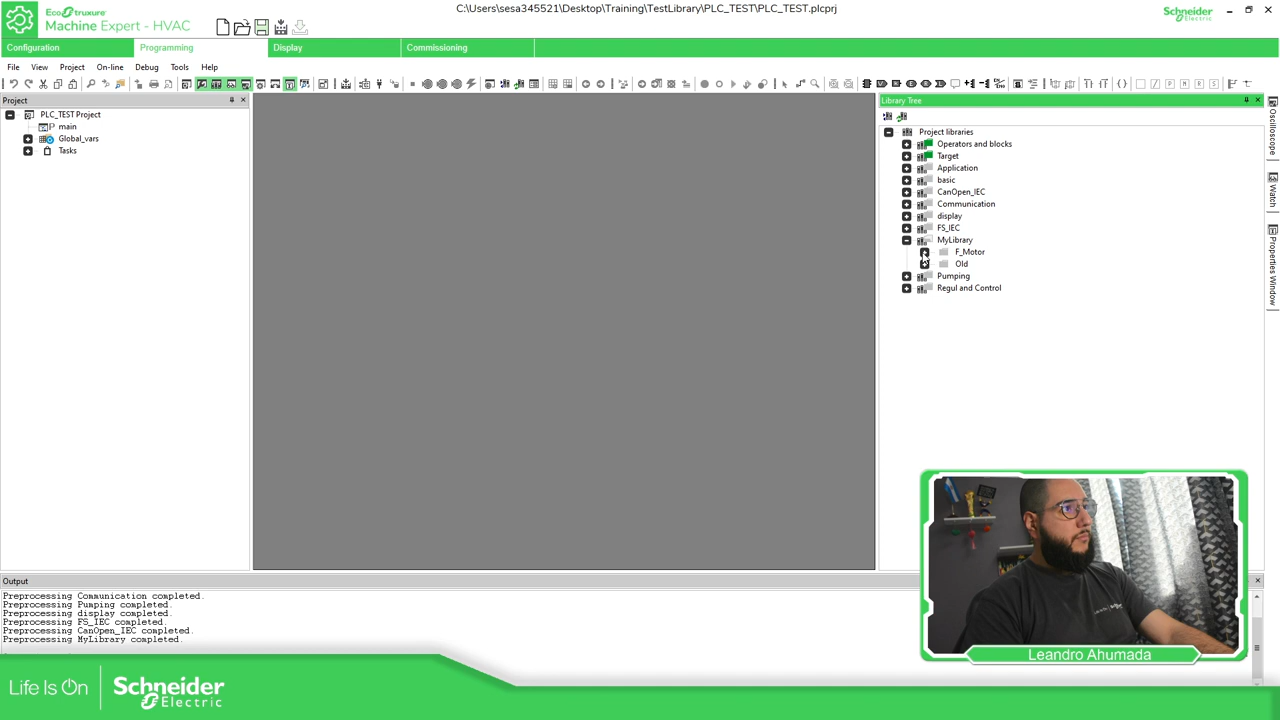 C:\Users\sesa345521\Desktop\Training\TestLibrary\PLC_TEST\PLC_TEST.plcprj
EcoStruxure
Machine Expert - HVAC
Schneider
Electric
Configuration
Programming
Display
Commissioning
File View Project On-line Debug Tools Help
Project
PLC_TEST Project
main
Global_vars
Tasks
Library Tree
Project libraries
Operators and blocks
Target
Application
basic
CanOpen_IEC
Communication
display
FS_IEC
MyLibrary
F_Motor
Old
Pumping
Regul and Control
Oscilloscope
Watch
Properties Window
Output
Preprocessing Communication completed.
Preprocessing Pumping completed.
Preprocessing display completed.
Preprocessing FS_IEC completed.
Preprocessing CanOpen_IEC completed.
Preprocessing MyLibrary completed.
Leandro Ahumada
Life Is On
Schneider
Electric